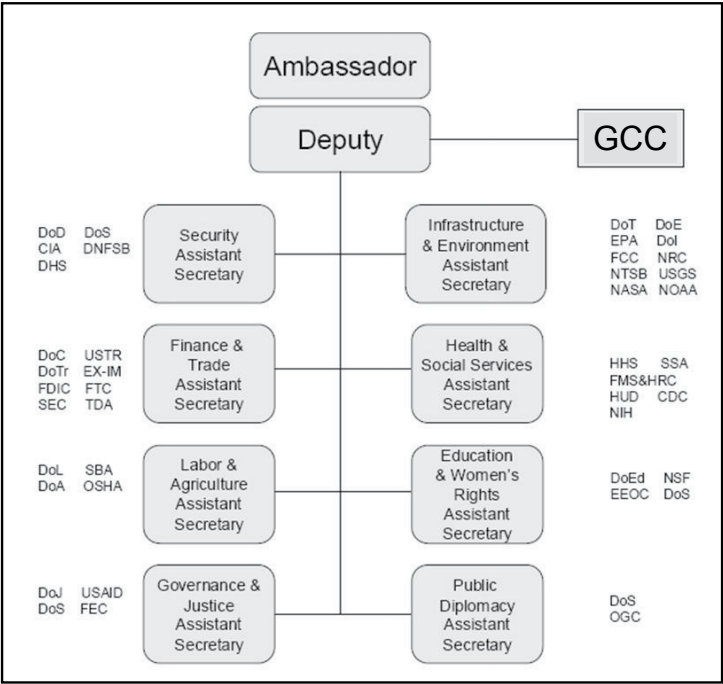 Ambassador
Deputy
GCC
DoD DoS
CIA DNFSB
DHS
Security
Assistant
Secretary
Infrastructure
& Environment
Assistant
Secretary
DoT DoE
EPA DoI
FCC NRC
NTSB USGS
NASA NOAA
DoC USTR
DoTr EX-IM
FDIC FTC
SEC TDA
Finance &
Trade
Assistant
Secretary
Health &
Social Services
Assistant
Secretary
HHS SSA
FMS&HRC
HUD CDC
NIH
DoL SBA
DoA OSHA
Labor &
Agriculture
Assistant
Secretary
Education
& Women's
Rights
Assistant
Secretary
DoEd NSF
EEOC DoS
DoJ USAID
DoS FEC
Governance &
Justice
Assistant
Secretary
Public
Diplomacy
Assistant
Secretary
DoS
OGC